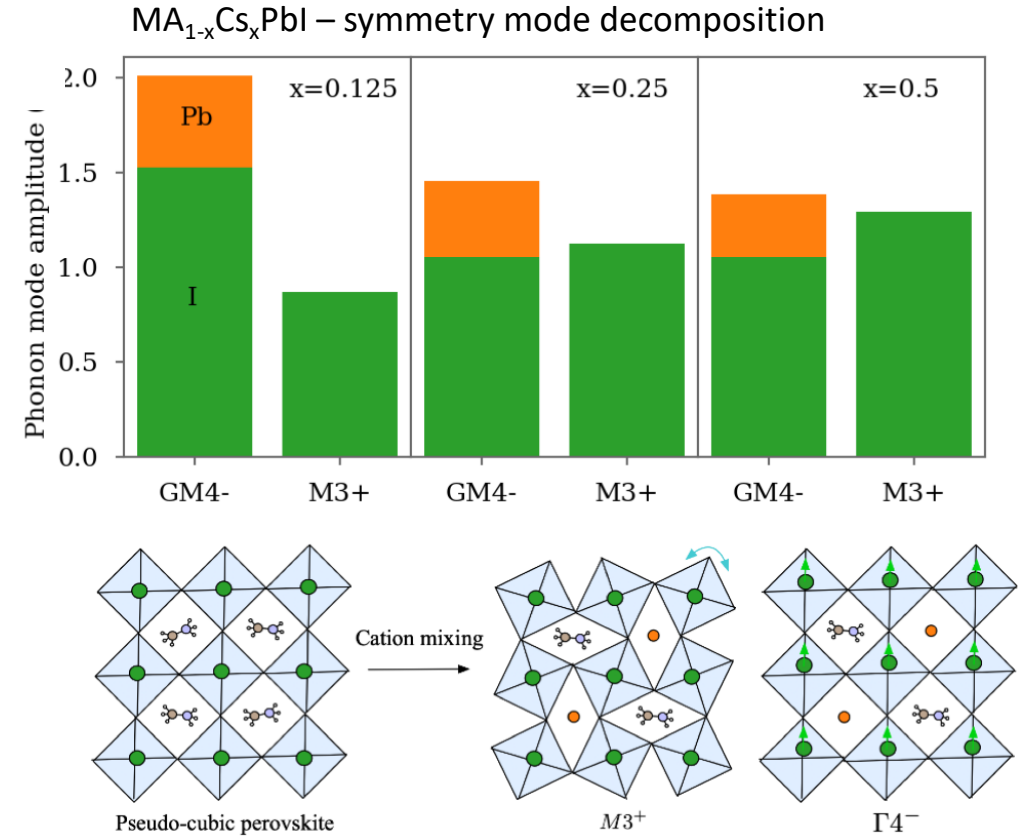 MA₁₋ₓCsₓPbI – symmetry mode decomposition
Phonon mode amplitude (
2.0
1.5
1.0
0.5
0.0
Pb
I
x=0.125
x=0.25
x=0.5
GM4- M3+ GM4- M3+ GM4- M3+
Cation mixing
Pseudo-cubic perovskite
M3⁺
Γ4⁻